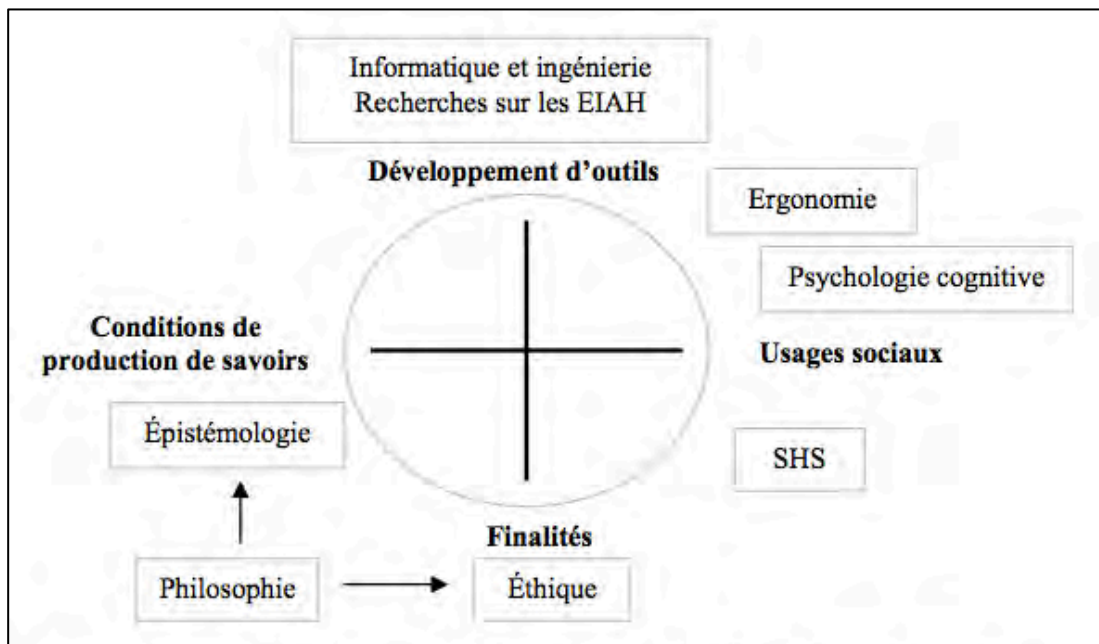 Informatique et ingénierie
Recherches sur les EIAH
Développement d’outils
Ergonomie
Psychologie cognitive
Conditions de
production de savoirs
Usages sociaux
Épistémologie
SHS
Finalités
Philosophie
Éthique